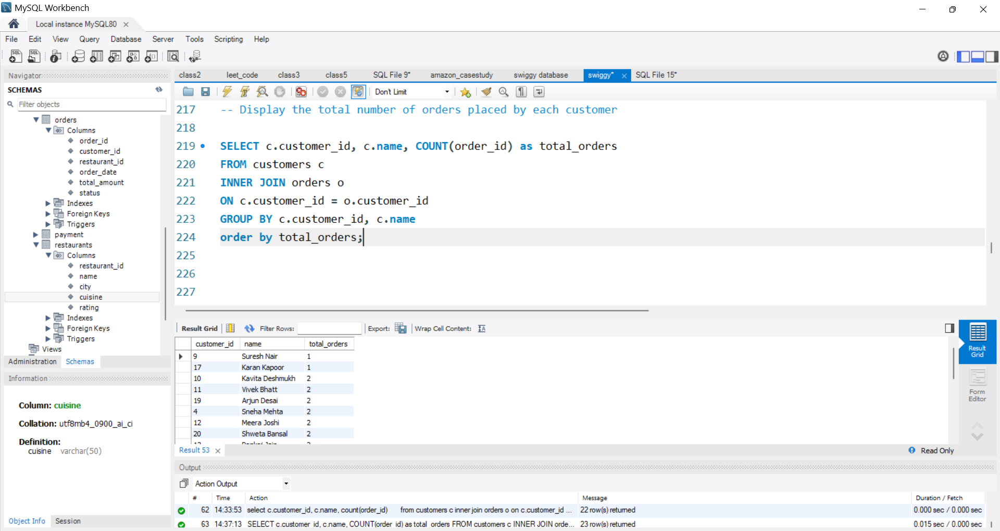 MySQL Workbench
Local instance MySQL80
File Edit View Query Database Server Tools Scripting Help
Navigator
SCHEMAS
Filter objects
orders
Columns
order_id
customer_id
restaurant_id
order_date
total_amount
status
Indexes
Foreign Keys
Triggers
payment
restaurants
Columns
restaurant_id
name
city
cuisine
rating
Indexes
Foreign Keys
Triggers
Views
Administration Schemas
Information
Column: cuisine
Collation: utf8mb4_0900_ai_ci
Definition:
cuisine varchar(50)
Object Info Session
class2 leet_code class3 class5 SQL File 9* amazon_casestudy swiggy database swiggy* SQL File 15*
Don't Limit
217 -- Display the total number of orders placed by each customer
218
219 SELECT c.customer_id, c.name, COUNT(order_id) as total_orders
220 FROM customers c
221 INNER JOIN orders o
222 ON c.customer_id = o.customer_id
223 GROUP BY c.customer_id, c.name
224 order by total_orders;
225
226
227
Result Grid Filter Rows: Export: Wrap Cell Content:
customer_id name total_orders
9 Suresh Nair 1
17 Karan Kapoor 1
10 Kavita Deshmukh 2
11 Vivek Bhatt 2
19 Arjun Desai 2
4 Sneha Mehta 2
12 Meera Joshi 2
20 Shweta Bansal 2
Result Grid
Form Editor
Result 53
Read Only
Output
Action Output
# Time Action Message Duration / Fetch
62 14:33:53 select c.customer_id, c.name, count(order_id) from customers c inner join orders o on c.customer_id ... 22 row(s) returned 0.000 sec / 0.000 sec
63 14:37:13 SELECT c.customer_id, c.name, COUNT(order_id) as total_orders FROM customers c INNER JOIN orde... 23 row(s) returned 0.015 sec / 0.000 sec